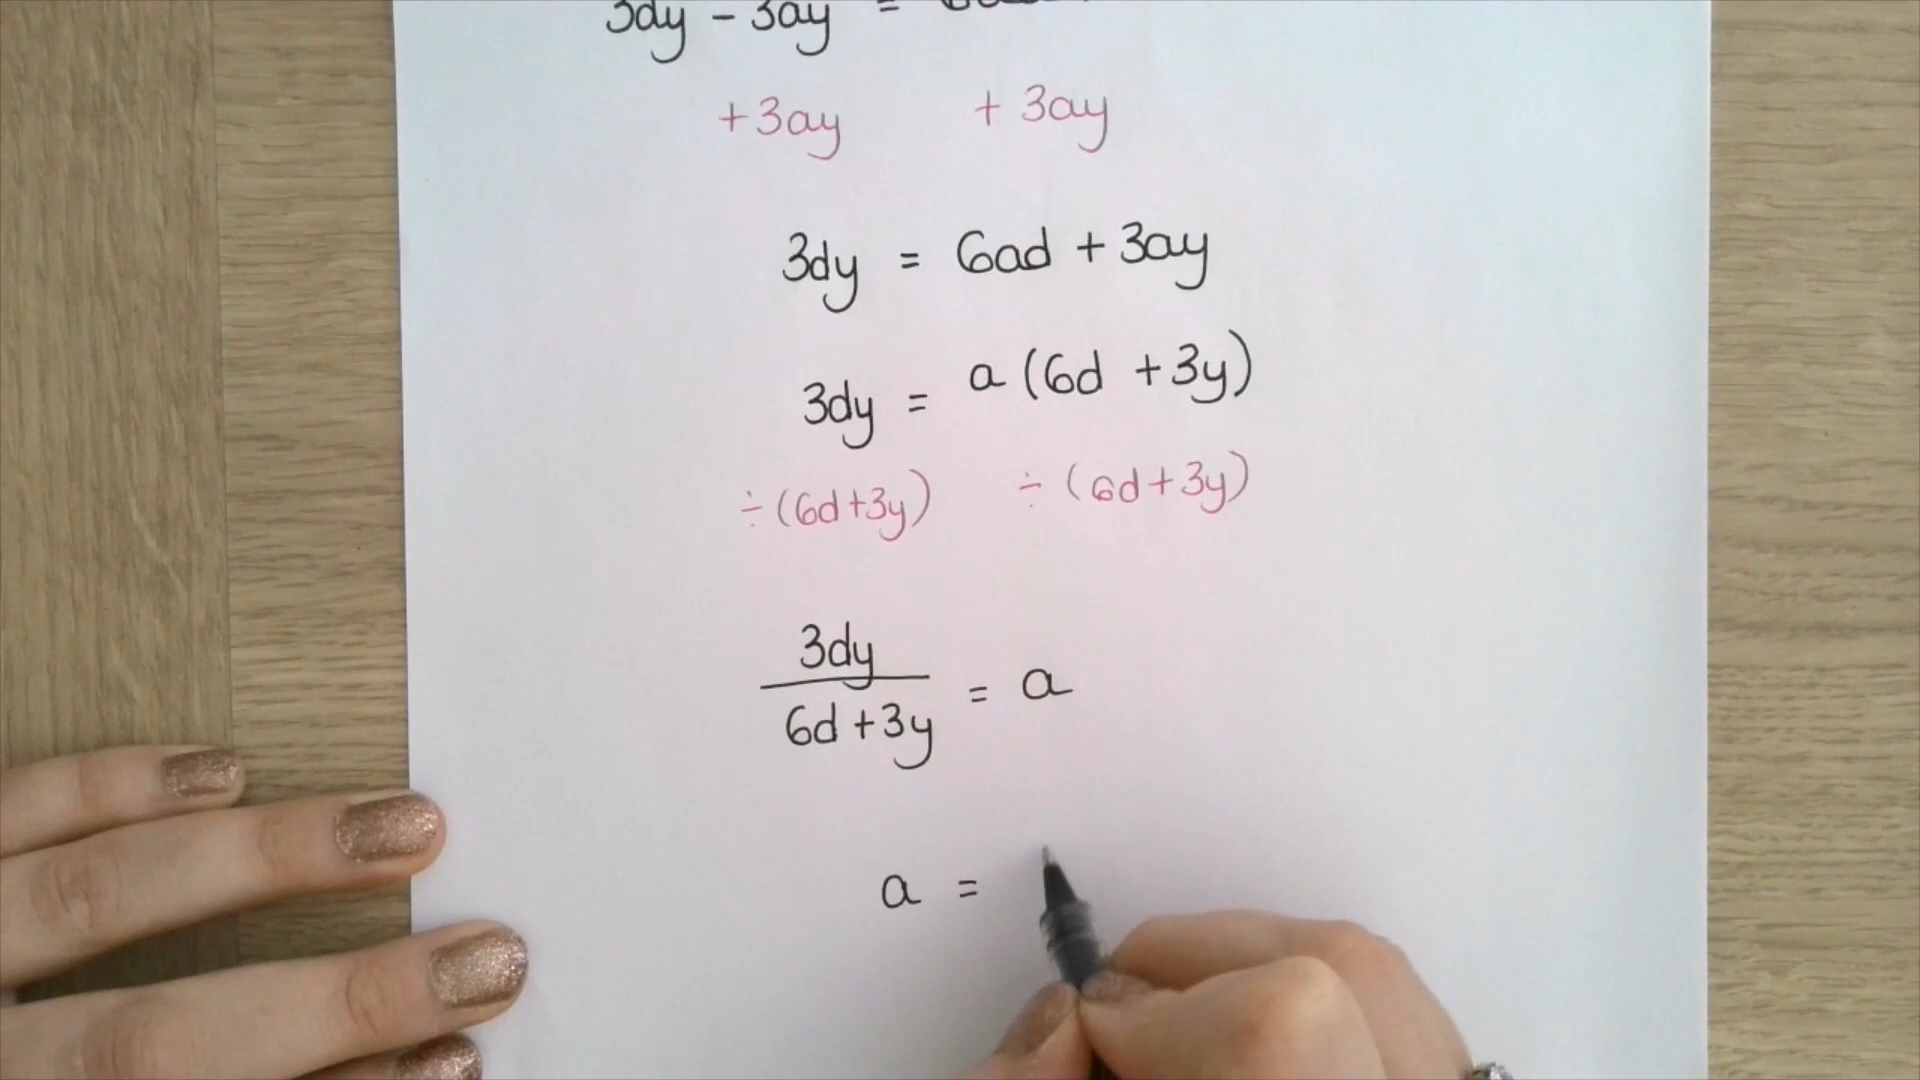 3dy - 3ay =
+3ay + 3ay
3dy = 6ad + 3ay
3dy = a (6d + 3y)
÷ (6d+3y) ÷ (6d+3y)
3dy
6d+3y = a
a =